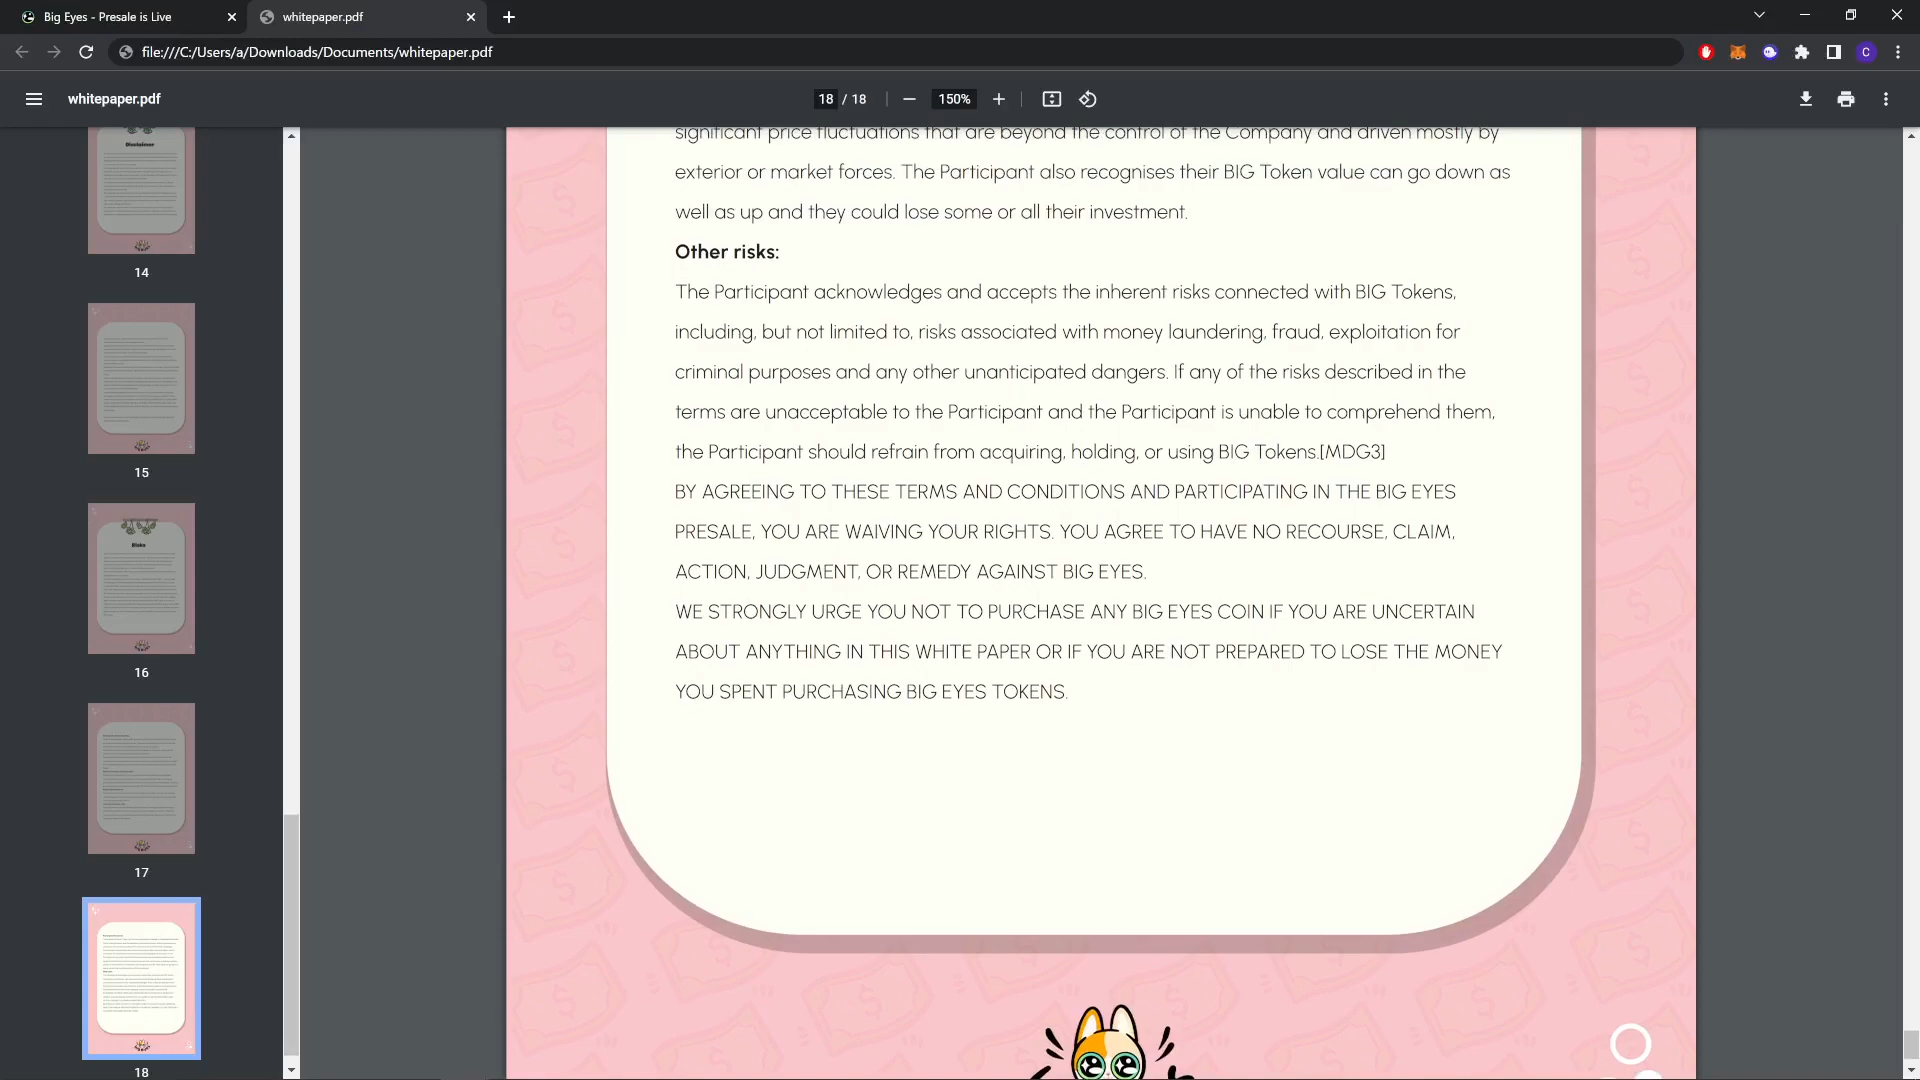 Big Eyes - Presale is Live
whitepaper.pdf
file:///C:/Users/a/Downloads/Documents/whitepaper.pdf
C
whitepaper.pdf
18 / 18
150%
Disclaimer
14
15
Risks
16
17
18
significant price fluctuations that are beyond the control of the Company and driven mostly by
exterior or market forces. The Participant also recognises their BIG Token value can go down as
well as up and they could lose some or all their investment.
Other risks:
The Participant acknowledges and accepts the inherent risks connected with BIG Tokens,
including, but not limited to, risks associated with money laundering, fraud, exploitation for
criminal purposes and any other unanticipated dangers. If any of the risks described in the
terms are unacceptable to the Participant and the Participant is unable to comprehend them,
the Participant should refrain from acquiring, holding, or using BIG Tokens.[MDG3]
BY AGREEING TO THESE TERMS AND CONDITIONS AND PARTICIPATING IN THE BIG EYES
PRESALE, YOU ARE WAIVING YOUR RIGHTS. YOU AGREE TO HAVE NO RECOURSE, CLAIM,
ACTION, JUDGMENT, OR REMEDY AGAINST BIG EYES.
WE STRONGLY URGE YOU NOT TO PURCHASE ANY BIG EYES COIN IF YOU ARE UNCERTAIN
ABOUT ANYTHING IN THIS WHITE PAPER OR IF YOU ARE NOT PREPARED TO LOSE THE MONEY
YOU SPENT PURCHASING BIG EYES TOKENS.